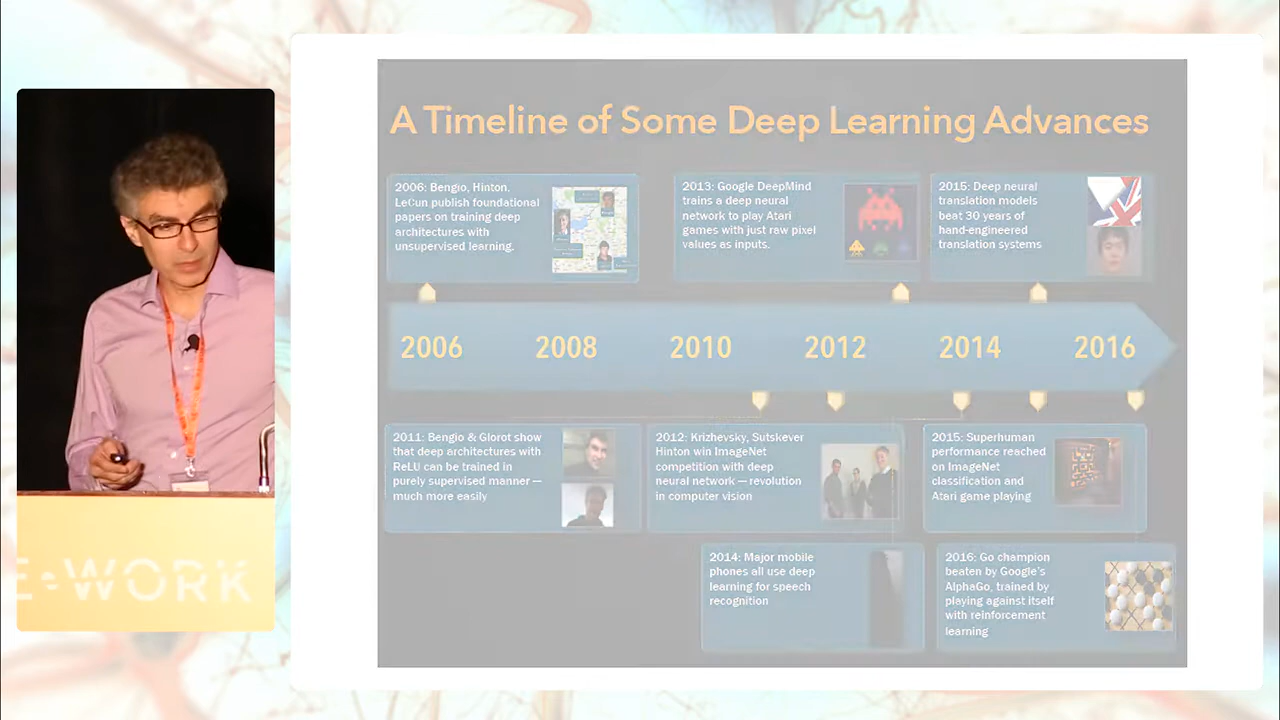 A Timeline of Some Deep Learning Advances
2006: Bengio, Hinton,
LeCun publish foundational
papers on training deep
architectures with
unsupervised learning.
2013: Google DeepMind
trains a deep neural
network to play Atari
games with just raw pixel
values as inputs.
2015: Deep neural
translation models
beat 30 years of
hand-engineered
translation systems
2006 2008 2010 2012 2014 2016
2011: Bengio & Glorot show
that deep architectures with
ReLU can be trained in
purely supervised manner —
much more easily
2012: Krizhevsky, Sutskever
Hinton win ImageNet
competition with deep
neural network — revolution
in computer vision
2015: Superhuman
performance reached
on ImageNet
classification and
Atari game playing
2014: Major mobile
phones all use deep
learning for speech
recognition
2016: Go champion
beaten by Google's
AlphaGo, trained by
playing against itself
with reinforcement
learning
E•WORK